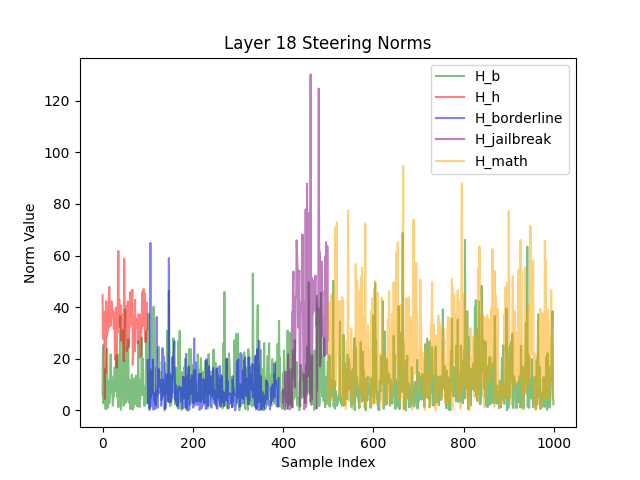 Layer 18 Steering Norms
H_b
H_h
H_borderline
H_jailbreak
H_math
Norm Value
120
100
80
60
40
20
0
0 200 400 600 800 1000
Sample Index